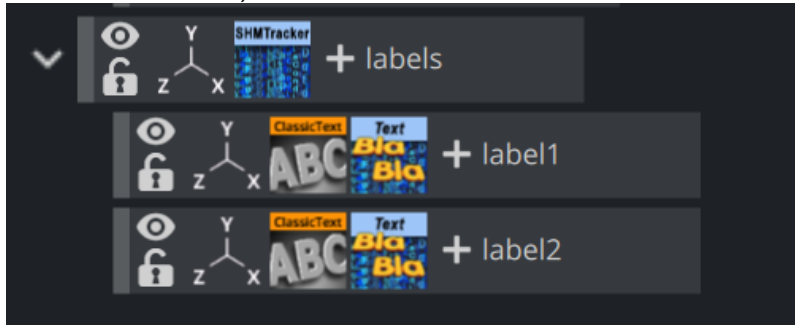 Y
Z X
SHMTracker
labels
Y
Z X
ClassicText
ABC
Text
Bla
Bla
label1
Y
Z X
ClassicText
ABC
Text
Bla
Bla
label2